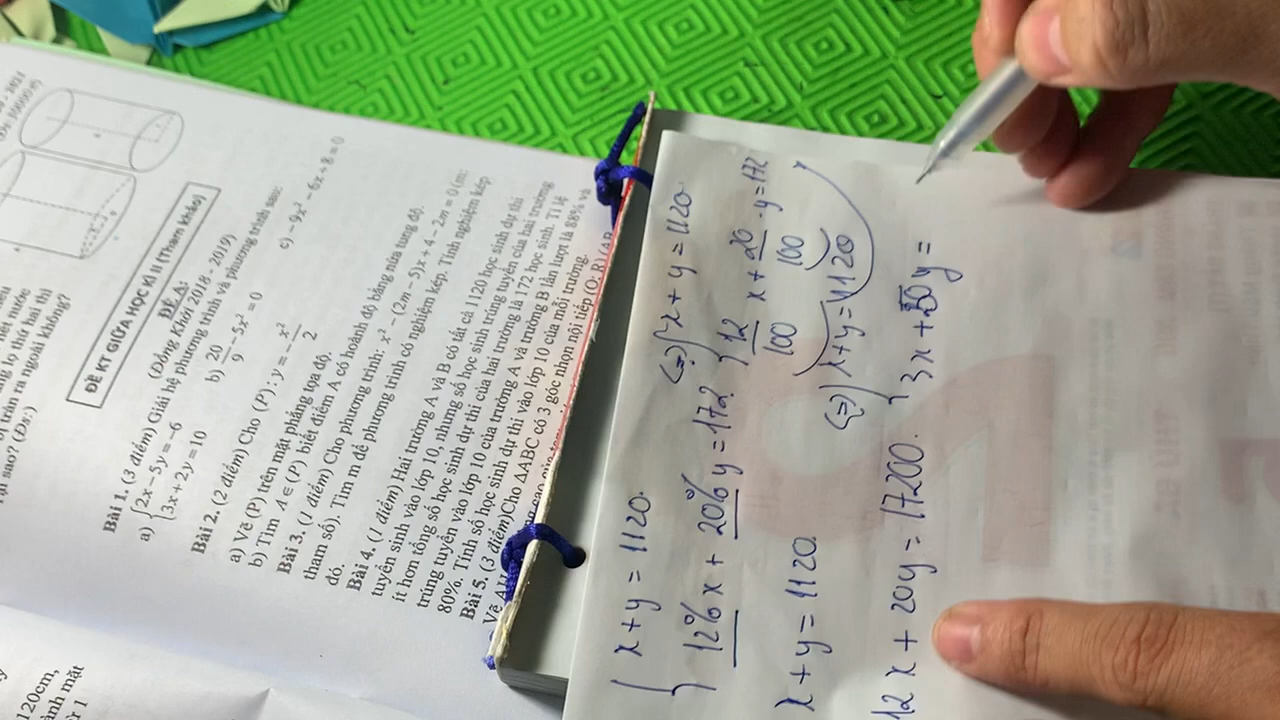 ĐỀ KT GIỮA HỌC KÌ II (Tham khảo)
ĐỀ A:
(Đồng Khởi 2018 - 2019)
Bài 1. (3 điểm) Giải hệ phương trình và phương trình sau:
a) {2x − 5y = −6
{3x + 2y = 10
b) 20/9 − 5x² = 0
c) − 9x² − 6x + 8 = 0
Bài 2. (2 điểm) Cho (P): y = − x²/2
a) Vẽ (P) trên mặt phẳng tọa độ.
b) Tìm A ∈ (P) biết điểm A có hoành độ bằng nửa tung độ.
Bài 3. (1 điểm) Cho phương trình: x² − (2m − 5)x + 4 − 2m = 0 (m:
tham số). Tìm m để phương trình có nghiệm kép. Tính nghiệm kép
đó.
Bài 4. (1 điểm) Hai trường A và B có tất cả 1120 học sinh dự thi
tuyển sinh vào lớp 10, nhưng số học sinh trúng tuyển của hai trường
ít hơn tổng số học sinh dự thi của hai trường là 172 học sinh. Tỉ lệ
trúng tuyển vào lớp 10 của trường A và trường B lần lượt là 88% và
80%. Tính số học sinh dự thi vào lớp 10 của mỗi trường.
Bài 5. (3 điểm) Cho ΔABC có 3 góc nhọn nội tiếp (O; R) (AB
120cm,
{ x + y = 1120.
12% x + 20% y = 172.
(=) { x + y = 1120.
12/100 x + 20/100 . y = 172
x + y = 1120.
12x + 20y = 17200.
(=) { x + y = 1120
3x + 5y =